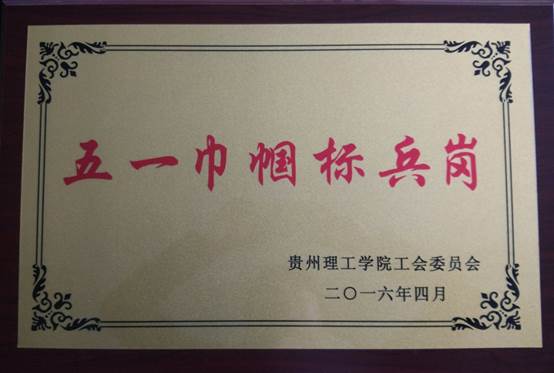 五一巾帼标兵岗
贵州理工学院工会委员会
二〇一六年四月